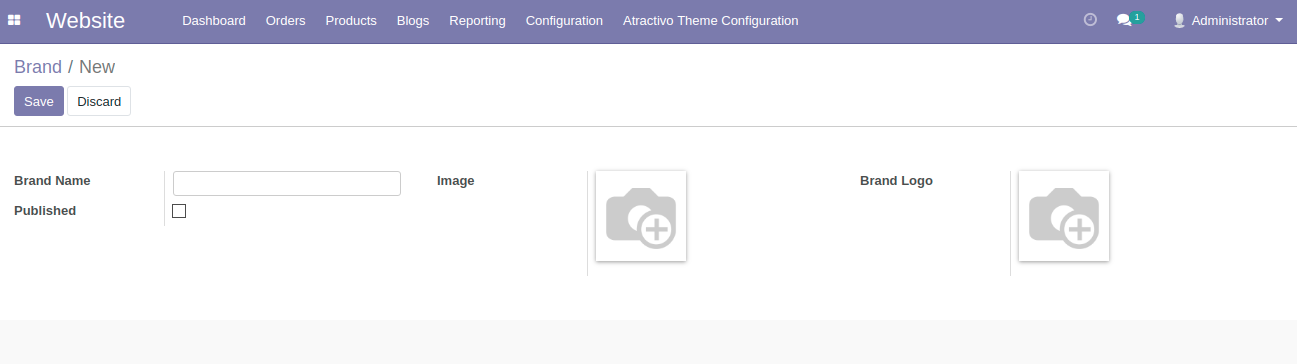 Website Dashboard Orders Products Blogs Reporting Configuration Atractivo Theme Configuration 1 Administrator
Brand / New
Save Discard
Brand Name Image Brand Logo
Published